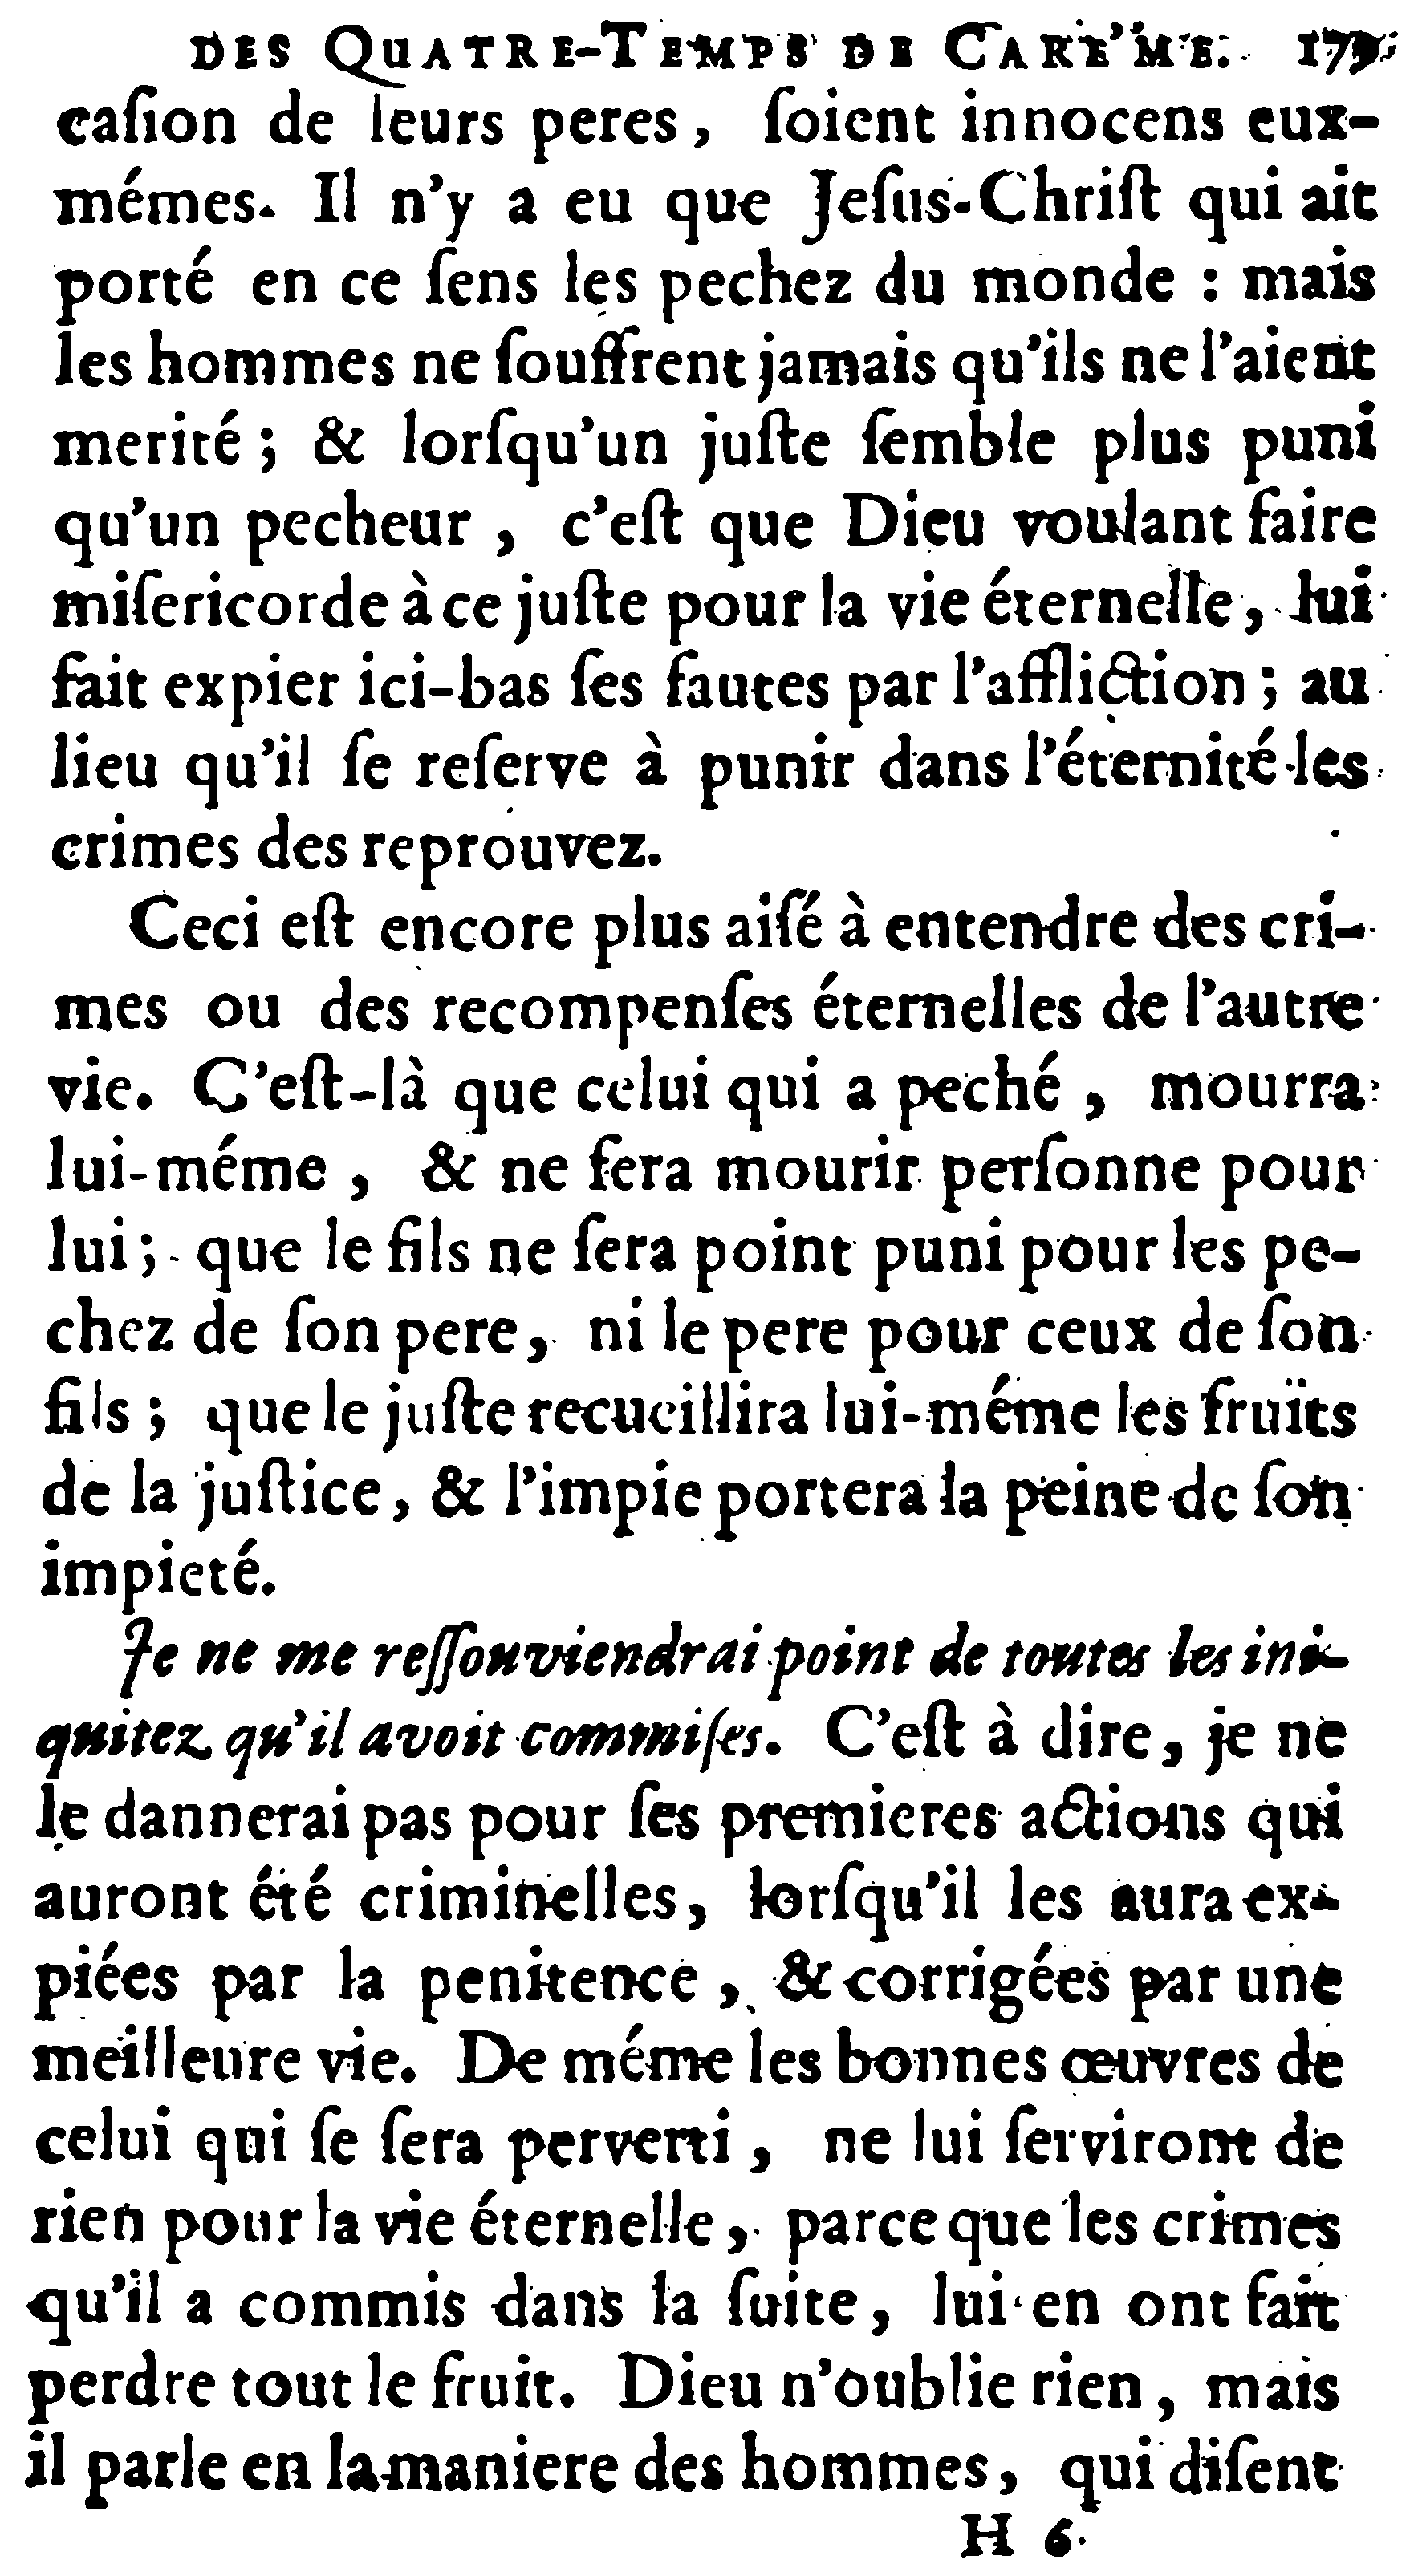 DES QUATRE-TEMPS DE CARE'ME. 179
casion de leurs peres, ſoient innocens eux-
mémes. Il n'y a eu que Jeſus-Chriſt qui ait
porté en ce ſens les pechez du monde : mais
les hommes ne ſouffrent jamais qu'ils ne l'aient
merité ; & lorſqu'un juſte ſemble plus puni
qu'un pecheur , c'eſt que Dieu voulant faire
miſericorde à ce juſte pour la vie éternelle, lui
fait expier ici-bas ſes fautes par l'affliction ; au
lieu qu'il ſe reſerve à punir dans l'éternité les
crimes des reprouvez.
Ceci eſt encore plus aiſé à entendre des cri-
mes ou des recompenſes éternelles de l'autre
vie. C'eſt-là que celui qui a peché , mourra
lui-méme , & ne fera mourir perſonne pour
lui ; que le fils ne ſera point puni pour les pe-
chez de ſon pere, ni le pere pour ceux de ſon
fils ; que le juſte recueillira lui-méme les fruits
de la juſtice, & l'impie portera la peine de ſon
impieté.
Je ne me reſſouviendrai point de toutes les ini-
quitez qu'il avoit commiſes. C'eſt à dire, je ne
le dannerai pas pour ſes premieres actions qui
auront été criminelles, lorſqu'il les aura ex-
piées par la penitence , & corrigées par une
meilleure vie. De méme les bonnes œuvres de
celui qui ſe ſera perverti , ne lui ſerviront de
rien pour la vie éternelle , parce que les crimes
qu'il a commis dans la ſuite, lui en ont fait
perdre tout le fruit. Dieu n'oublie rien , mais
il parle en la maniere des hommes, qui diſent
H 6